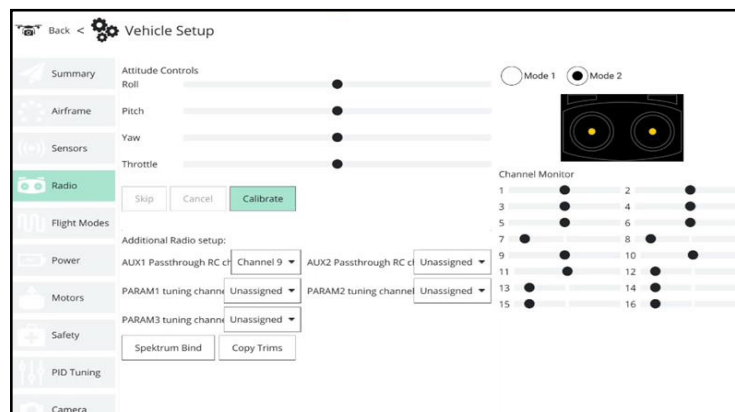 Back < Vehicle Setup
Summary
Airframe
Sensors
Radio
Flight Modes
Power
Motors
Safety
PID Tuning
Camera
Attitude Controls
Roll
Pitch
Yaw
Throttle
Skip Cancel Calibrate
Additional Radio setup:
AUX1 Passthrough RC ch Channel 9 AUX2 Passthrough RC cl Unassigned
PARAM1 tuning channe Unassigned PARAM2 tuning channel Unassigned
PARAM3 tuning channe Unassigned
Spektrum Bind Copy Trims
Mode 1 Mode 2
Channel Monitor
1 2
3 4
5 6
7 8
9 10
11 12
13 14
15 16